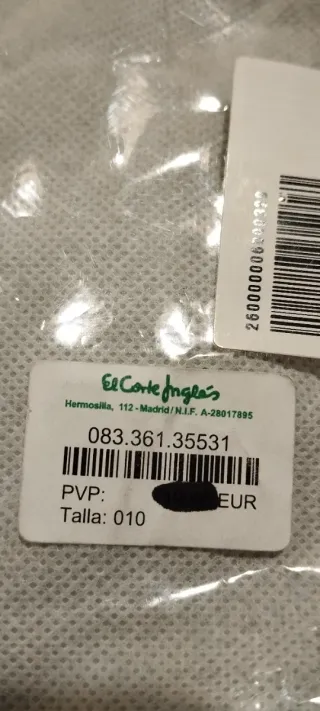 El Corte Inglés
Hermosilla, 112 - Madrid / N.I.F. A-28017895
083.361.35531
PVP: EUR
Talla: 010